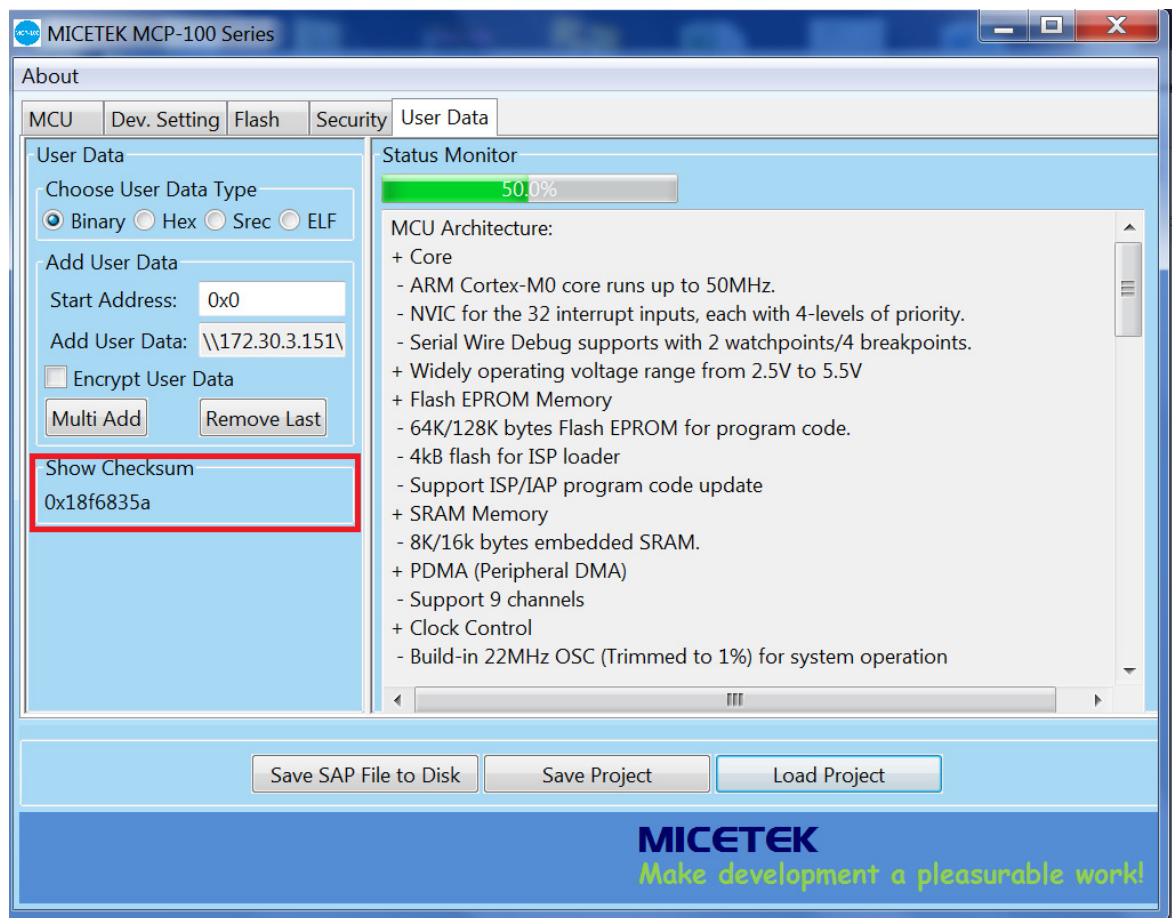 MICETEK MCP-100 Series
About
MCU Dev. Setting Flash Security User Data
User Data
Choose User Data Type
Binary Hex Srec ELF
Add User Data
Start Address: 0x0
Add User Data: \\172.30.3.151\
Encrypt User Data
Multi Add Remove Last
Show Checksum
0x18f6835a
Status Monitor
50.0%
MCU Architecture:
+ Core
- ARM Cortex-M0 core runs up to 50MHz.
- NVIC for the 32 interrupt inputs, each with 4-levels of priority.
- Serial Wire Debug supports with 2 watchpoints/4 breakpoints.
+ Widely operating voltage range from 2.5V to 5.5V
+ Flash EPROM Memory
- 64K/128K bytes Flash EPROM for program code.
- 4kB flash for ISP loader
- Support ISP/IAP program code update
+ SRAM Memory
- 8K/16k bytes embedded SRAM.
+ PDMA (Peripheral DMA)
- Support 9 channels
+ Clock Control
- Build-in 22MHz OSC (Trimmed to 1%) for system operation
Save SAP File to Disk Save Project Load Project
MICETEK
Make development a pleasurable work!